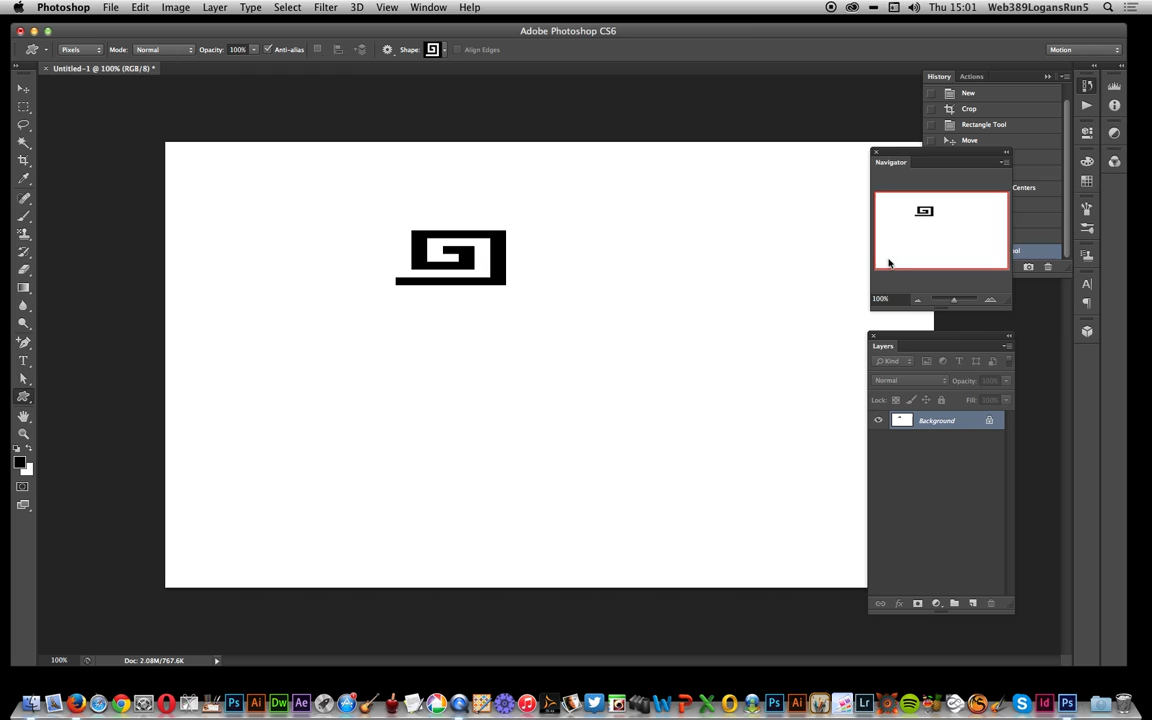 Photoshop File Edit Image Layer Type Select Filter 3D View Window Help Thu 15:01 Web389LogansRun5
Adobe Photoshop CS6
Pixels Mode: Normal Opacity: 100% Anti-alias Shape: Align Edges Motion
Untitled-1 @ 100% (RGB/8) *
History Actions
New
Crop
Rectangle Tool
Move
Navigator
Centers
100%
Layers
Kind
Normal Opacity: 100%
Lock: Fill: 100%
Background
100% Doc: 2.08M/767.6K